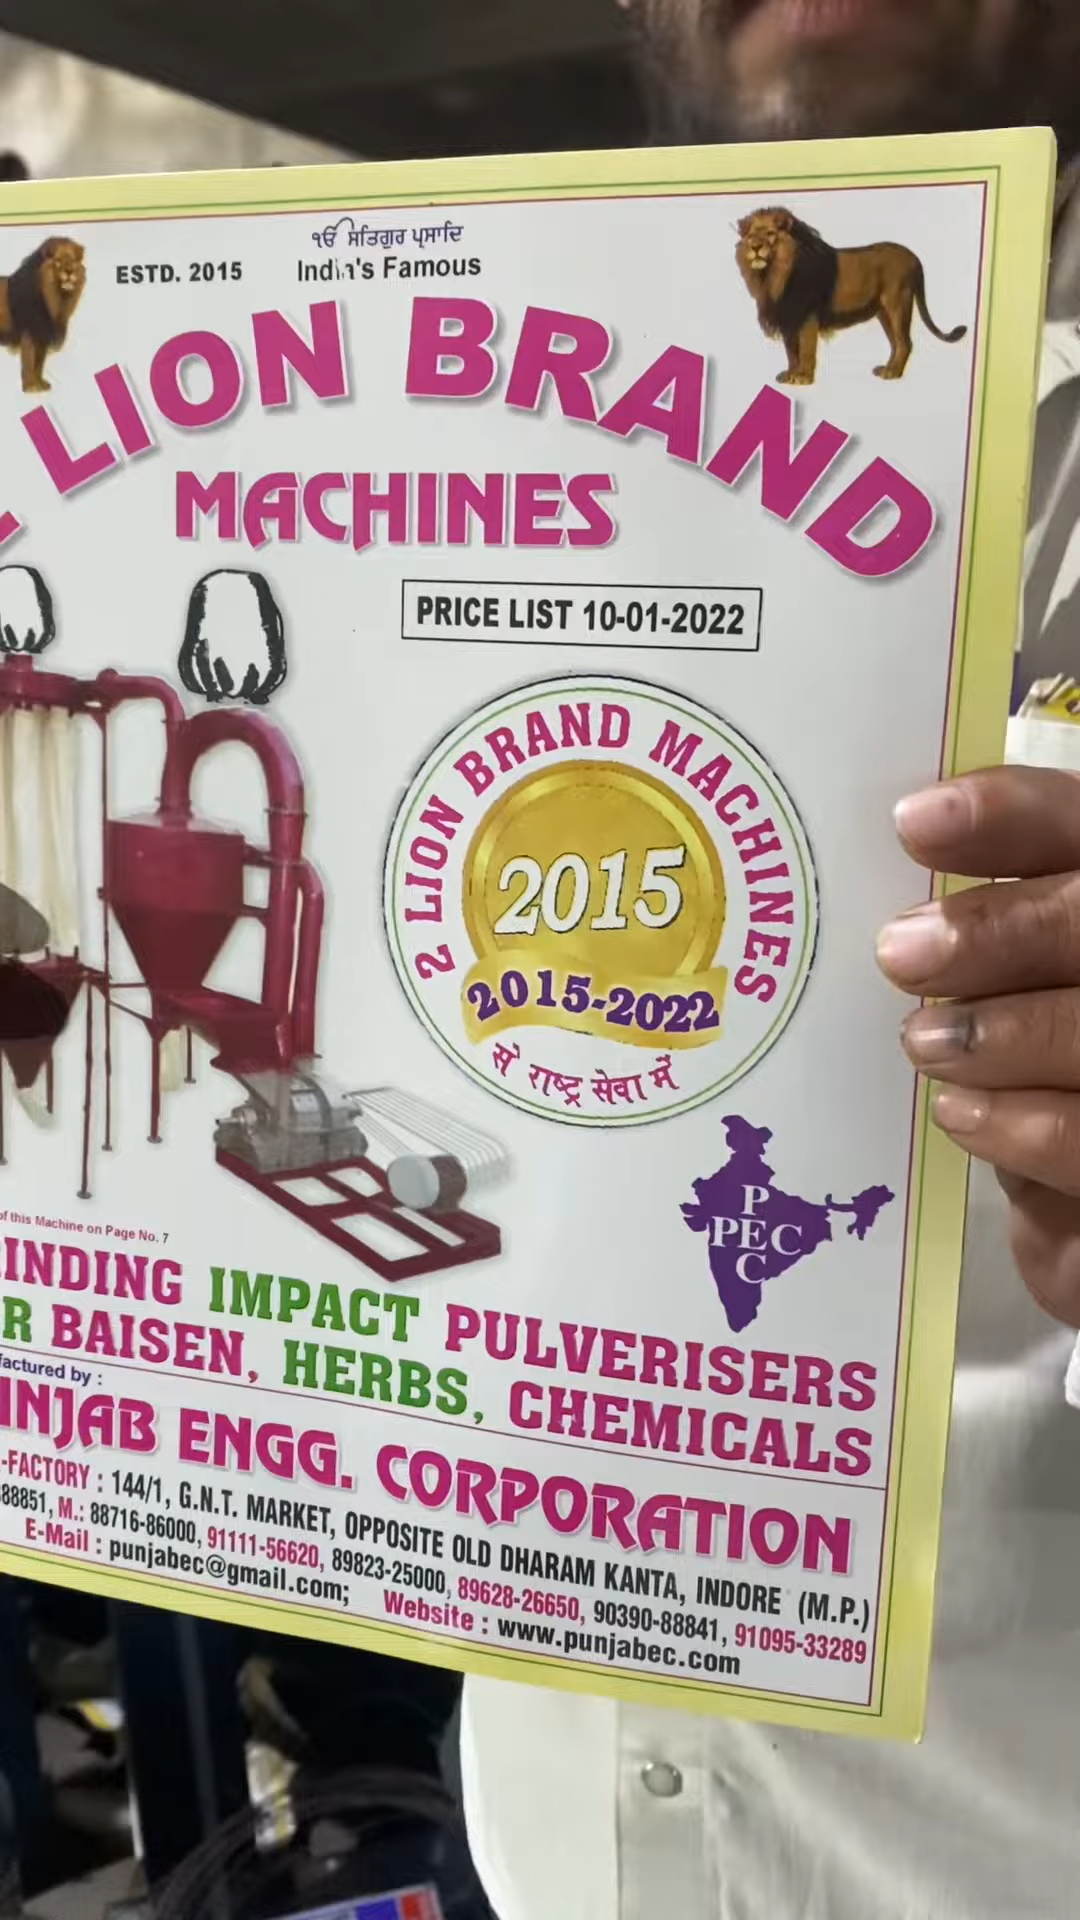 ੴ ਸਤਿਗੁਰ ਪ੍ਰਸਾਦਿ
ESTD. 2015
India's Famous
LION BRAND
MACHINES
PRICE LIST 10-01-2022
2 LION BRAND MACHINES
2015
2015-2022
से राष्ट्र सेवा में
P
PEC
C
of this Machine on Page No. 7
INDING IMPACT PULVERISERS
R BAISEN, HERBS, CHEMICALS
factured by :
NJAB ENGG. CORPORATION
-FACTORY : 144/1, G.N.T. MARKET, OPPOSITE OLD DHARAM KANTA, INDORE (M.P.)
88851, M.: 88716-86000, 91111-56620, 89823-25000, 89628-26650, 90390-88841, 91095-33289
E-Mail : punjabec@gmail.com; Website : www.punjabec.com